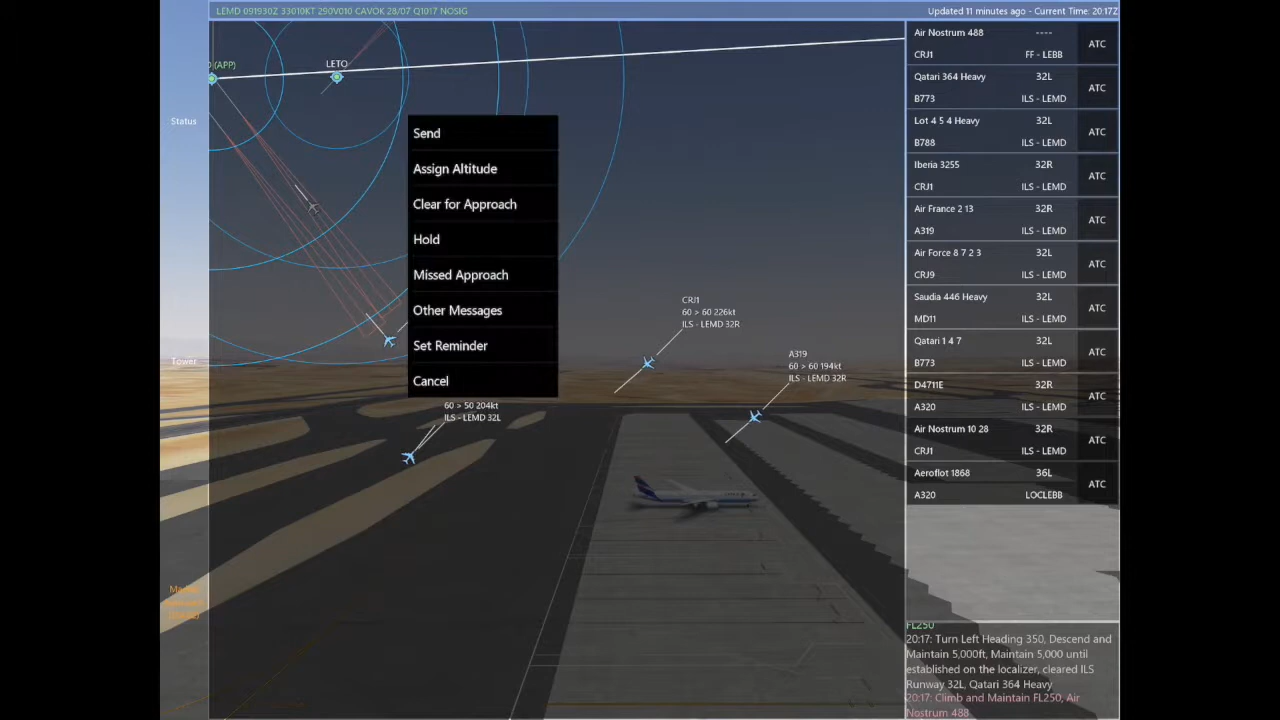 LEMD 091930Z 33010KT 290V010 CAVOK 28/07 Q1017 NOSIG
Updated 11 minutes ago - Current Time: 20:17Z
(APP)
LETO
Status
Tower
Send
Assign Altitude
Clear for Approach
Hold
Missed Approach
Other Messages
Set Reminder
Cancel
CRJ1
60 > 60 226kt
ILS - LEMD 32R
A319
60 > 60 194kt
ILS - LEMD 32R
60 > 50 204kt
ILS - LEMD 32L
Air Nostrum 488 ----
CRJ1 FF - LEBB
ATC
Qatari 364 Heavy 32L
B773 ILS - LEMD
ATC
Lot 4 5 4 Heavy 32L
B788 ILS - LEMD
ATC
Iberia 3255 32R
CRJ1 ILS - LEMD
ATC
Air France 2 13 32R
A319 ILS - LEMD
ATC
Air Force 8 7 2 3 32L
CRJ9 ILS - LEMD
ATC
Saudia 446 Heavy 32L
MD11 ILS - LEMD
ATC
Qatari 1 4 7 32L
B773 ILS - LEMD
ATC
D4711E 32R
A320 ILS - LEMD
ATC
Air Nostrum 10 28 32R
CRJ1 ILS - LEMD
ATC
Aeroflot 1868 36L
A320 LOCLEBB
ATC
FL250
20:17: Turn Left Heading 350, Descend and
Maintain 5,000ft, Maintain 5,000 until
established on the localizer, cleared ILS
Runway 32L, Qatari 364 Heavy
20:17: Climb and Maintain FL250, Air
Nostrum 488